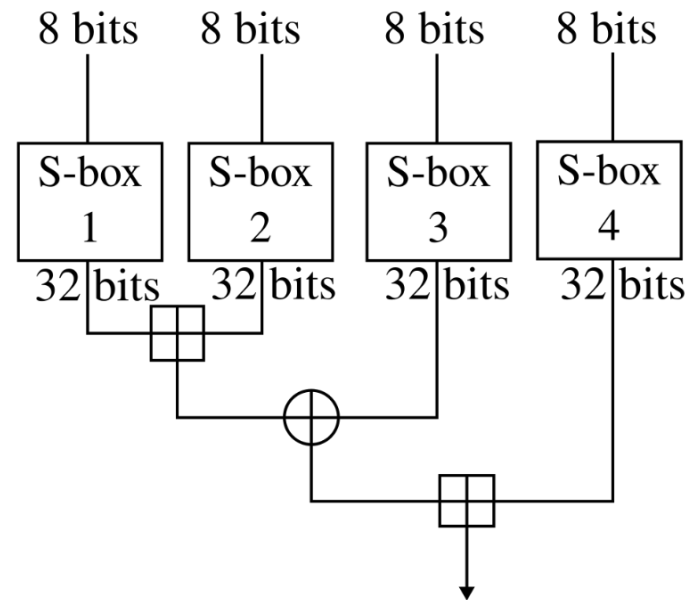 8 bits 8 bits 8 bits 8 bits
S-box S-box S-box S-box
1 2 3 4
32 bits 32 bits 32 bits 32 bits